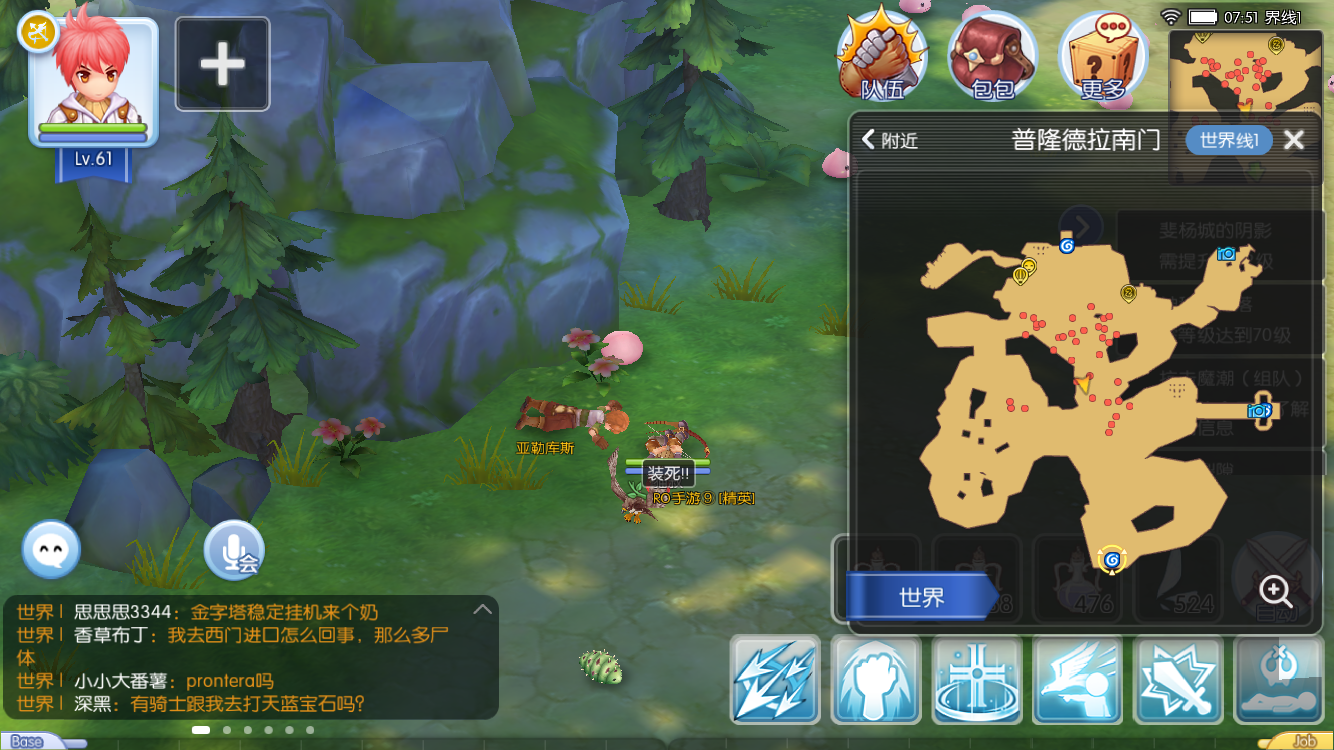 07:51 界线1
队伍
包包
更多
Lv.61
附近
普隆德拉南门
世界线1
斐杨城的阴影
等级达到70级
魔潮（组队）
了解
信息
亚勒库斯
装死!!
RO手游９ [精英]
会
世界 | 思思思3344：金字塔稳定挂机来个奶
世界 | 香草布丁：我去西门进口怎么回事，那么多尸
体
世界 | 小小大番薯：prontera吗
世界 | 深黑：有骑士跟我去打天蓝宝石吗？
世界
476
524
自动
Base
Job